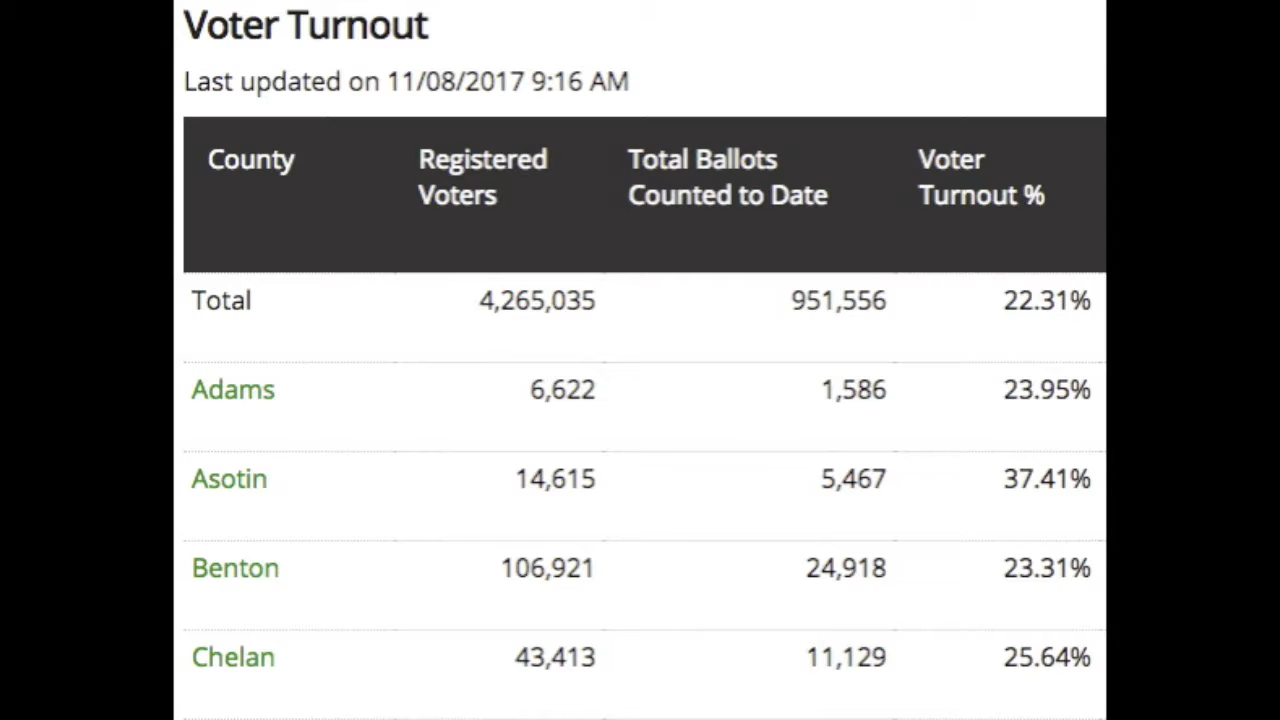 Voter Turnout
Last updated on 11/08/2017 9:16 AM
County Registered Voters Total Ballots Counted to Date Voter Turnout %
Total 4,265,035 951,556 22.31%
Adams 6,622 1,586 23.95%
Asotin 14,615 5,467 37.41%
Benton 106,921 24,918 23.31%
Chelan 43,413 11,129 25.64%